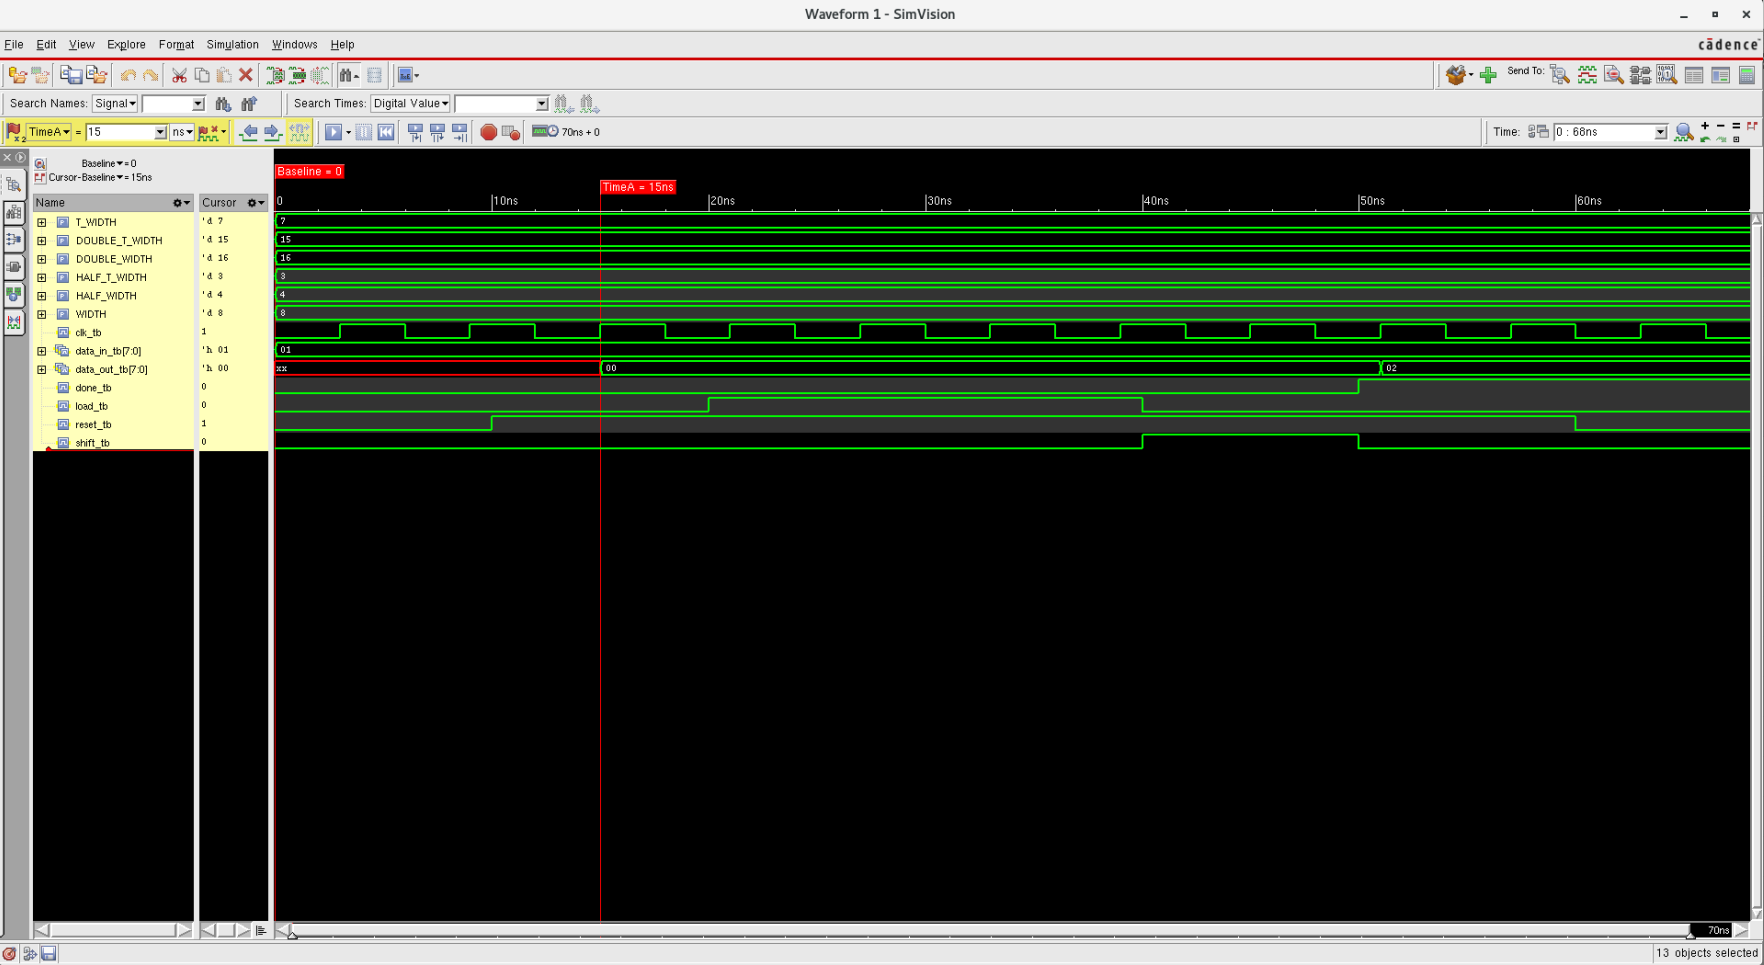 Waveform 1 - SimVision
File Edit View Explore Format Simulation Windows Help
cādence
Send To:
Search Names: Signal
Search Times: Digital Value
x2 TimeA = 15 ns
70ns + 0
Time: 0 : 68ns
Baseline = 0
Cursor-Baseline = 15ns
Baseline = 0
TimeA = 15ns
Name Cursor 0 10ns 20ns 30ns 40ns 50ns 60ns
T_WIDTH 'd 7 7
DOUBLE_T_WIDTH 'd 15 15
DOUBLE_WIDTH 'd 16 16
HALF_T_WIDTH 'd 3 3
HALF_WIDTH 'd 4 4
WIDTH 'd 8 8
clk_tb 1
data_in_tb[7:0] 'h 01 01
data_out_tb[7:0] 'h 00 xx 00 02
done_tb 0
load_tb 0
reset_tb 1
shift_tb 0
70ns
13 objects selected